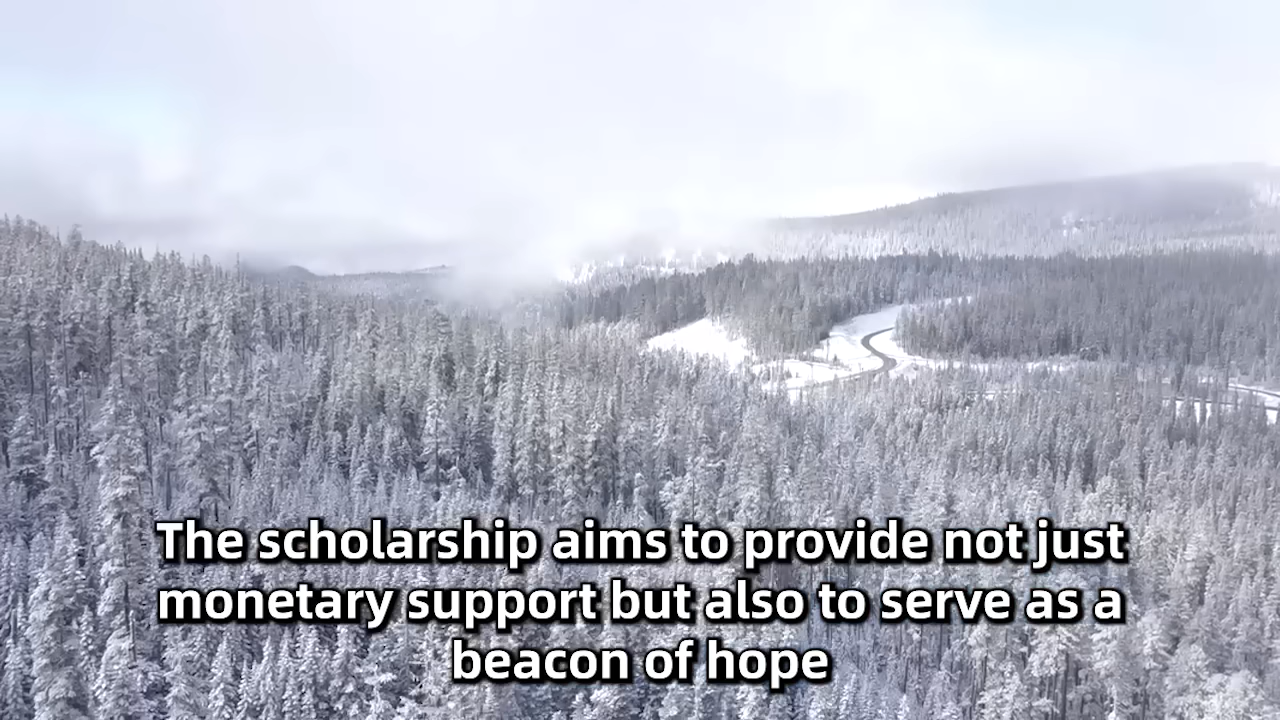 The scholarship aims to provide not just
monetary support but also to serve as a
beacon of hope